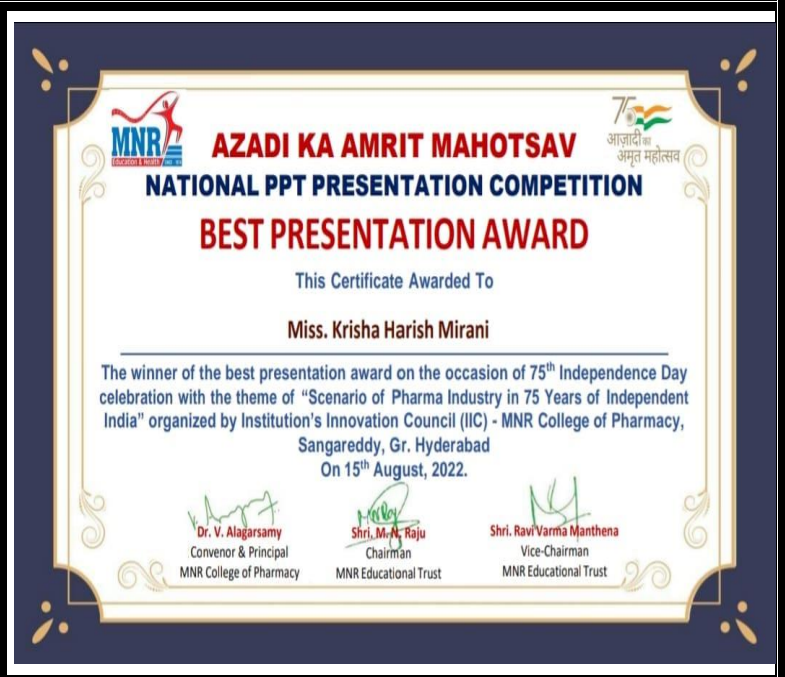 MNR
Education & Health
75
आज़ादी का
अमृत महोत्सव
AZADI KA AMRIT MAHOTSAV
NATIONAL PPT PRESENTATION COMPETITION
BEST PRESENTATION AWARD
This Certificate Awarded To
Miss. Krisha Harish Mirani
The winner of the best presentation award on the occasion of 75th Independence Day
celebration with the theme of “Scenario of Pharma Industry in 75 Years of Independent
India” organized by Institution’s Innovation Council (IIC) - MNR College of Pharmacy,
Sangareddy, Gr. Hyderabad
On 15th August, 2022.
Dr. V. Alagarsamy
Convenor & Principal
MNR College of Pharmacy
Shri. M. N. Raju
Chairman
MNR Educational Trust
Shri. Ravi Varma Manthena
Vice-Chairman
MNR Educational Trust